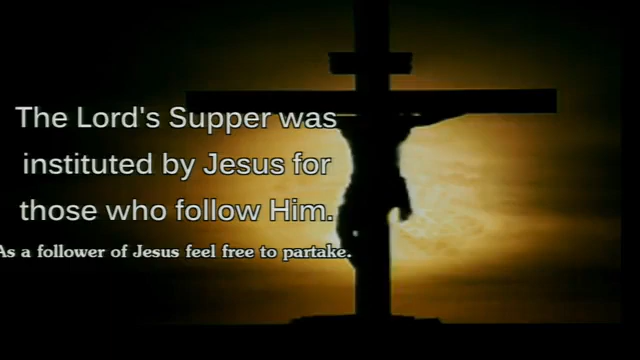 The Lord's Supper was
instituted by Jesus for
those who follow Him.
As a follower of Jesus feel free to partake.